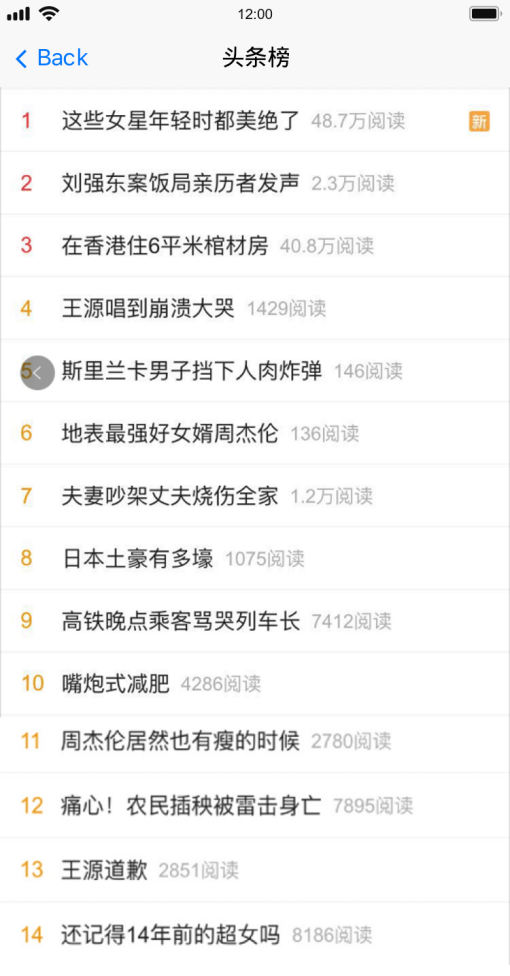 12:00
Back 头条榜
1 这些女星年轻时都美绝了 48.7万阅读 新
2 刘强东案饭局亲历者发声 2.3万阅读
3 在香港住6平米棺材房 40.8万阅读
4 王源唱到崩溃大哭 1429阅读
5 斯里兰卡男子挡下人肉炸弹 146阅读
6 地表最强好女婿周杰伦 136阅读
7 夫妻吵架丈夫烧伤全家 1.2万阅读
8 日本土豪有多壕 1075阅读
9 高铁晚点乘客骂哭列车长 7412阅读
10 嘴炮式减肥 4286阅读
11 周杰伦居然也有瘦的时候 2780阅读
12 痛心！农民插秧被雷击身亡 7895阅读
13 王源道歉 2851阅读
14 还记得14年前的超女吗 8186阅读